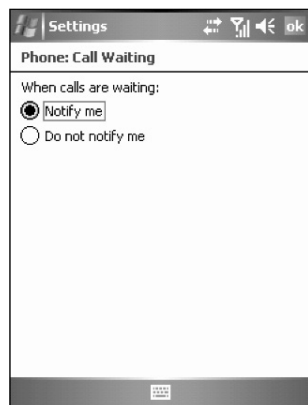 Settings
ok
Phone: Call Waiting
When calls are waiting:
Notify me
Do not notify me